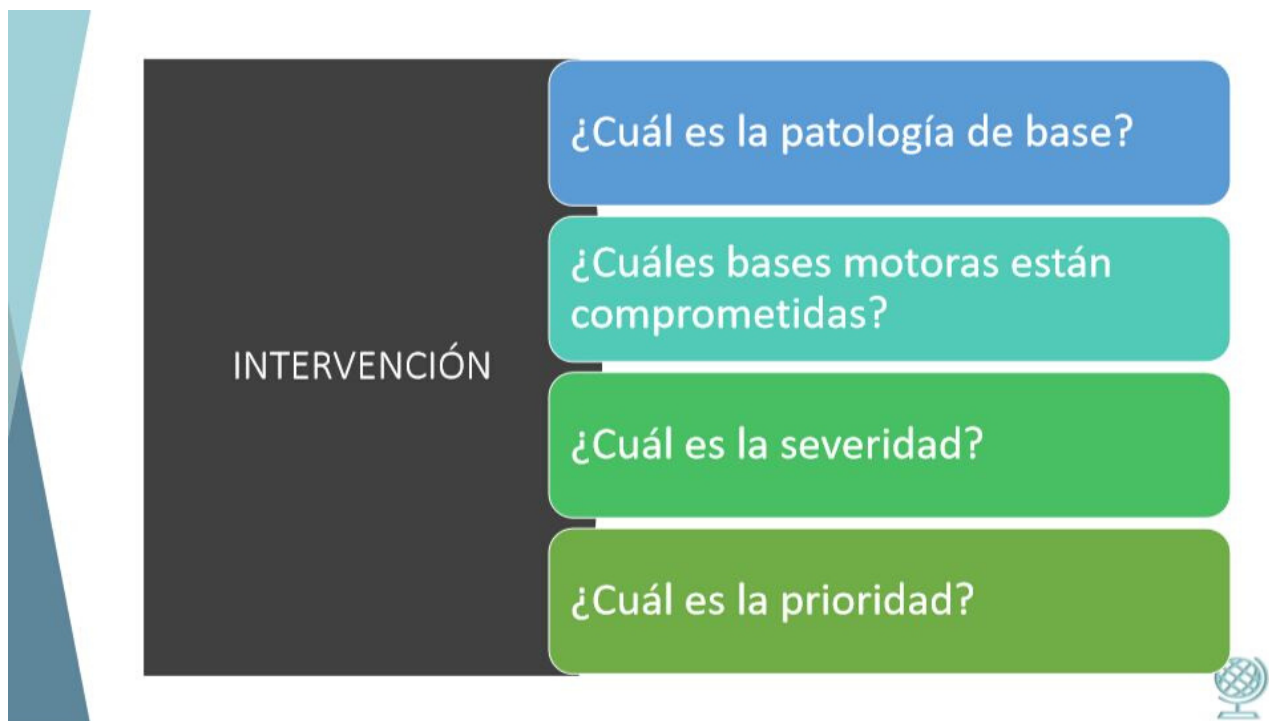 INTERVENCIÓN
¿Cuál es la patología de base?
¿Cuáles bases motoras están
comprometidas?
¿Cuál es la severidad?
¿Cuál es la prioridad?